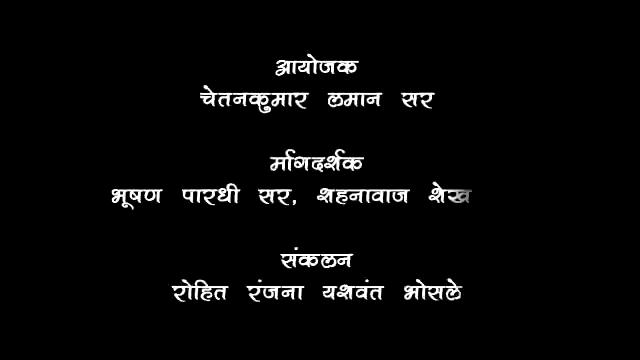 आयोजक
चेतनकुमार लमान सर
र्मागदर्शक
भूषण पारधी सर, शहनावाज शेख
संकलन
रोहित रंजना यशवंत भोसले